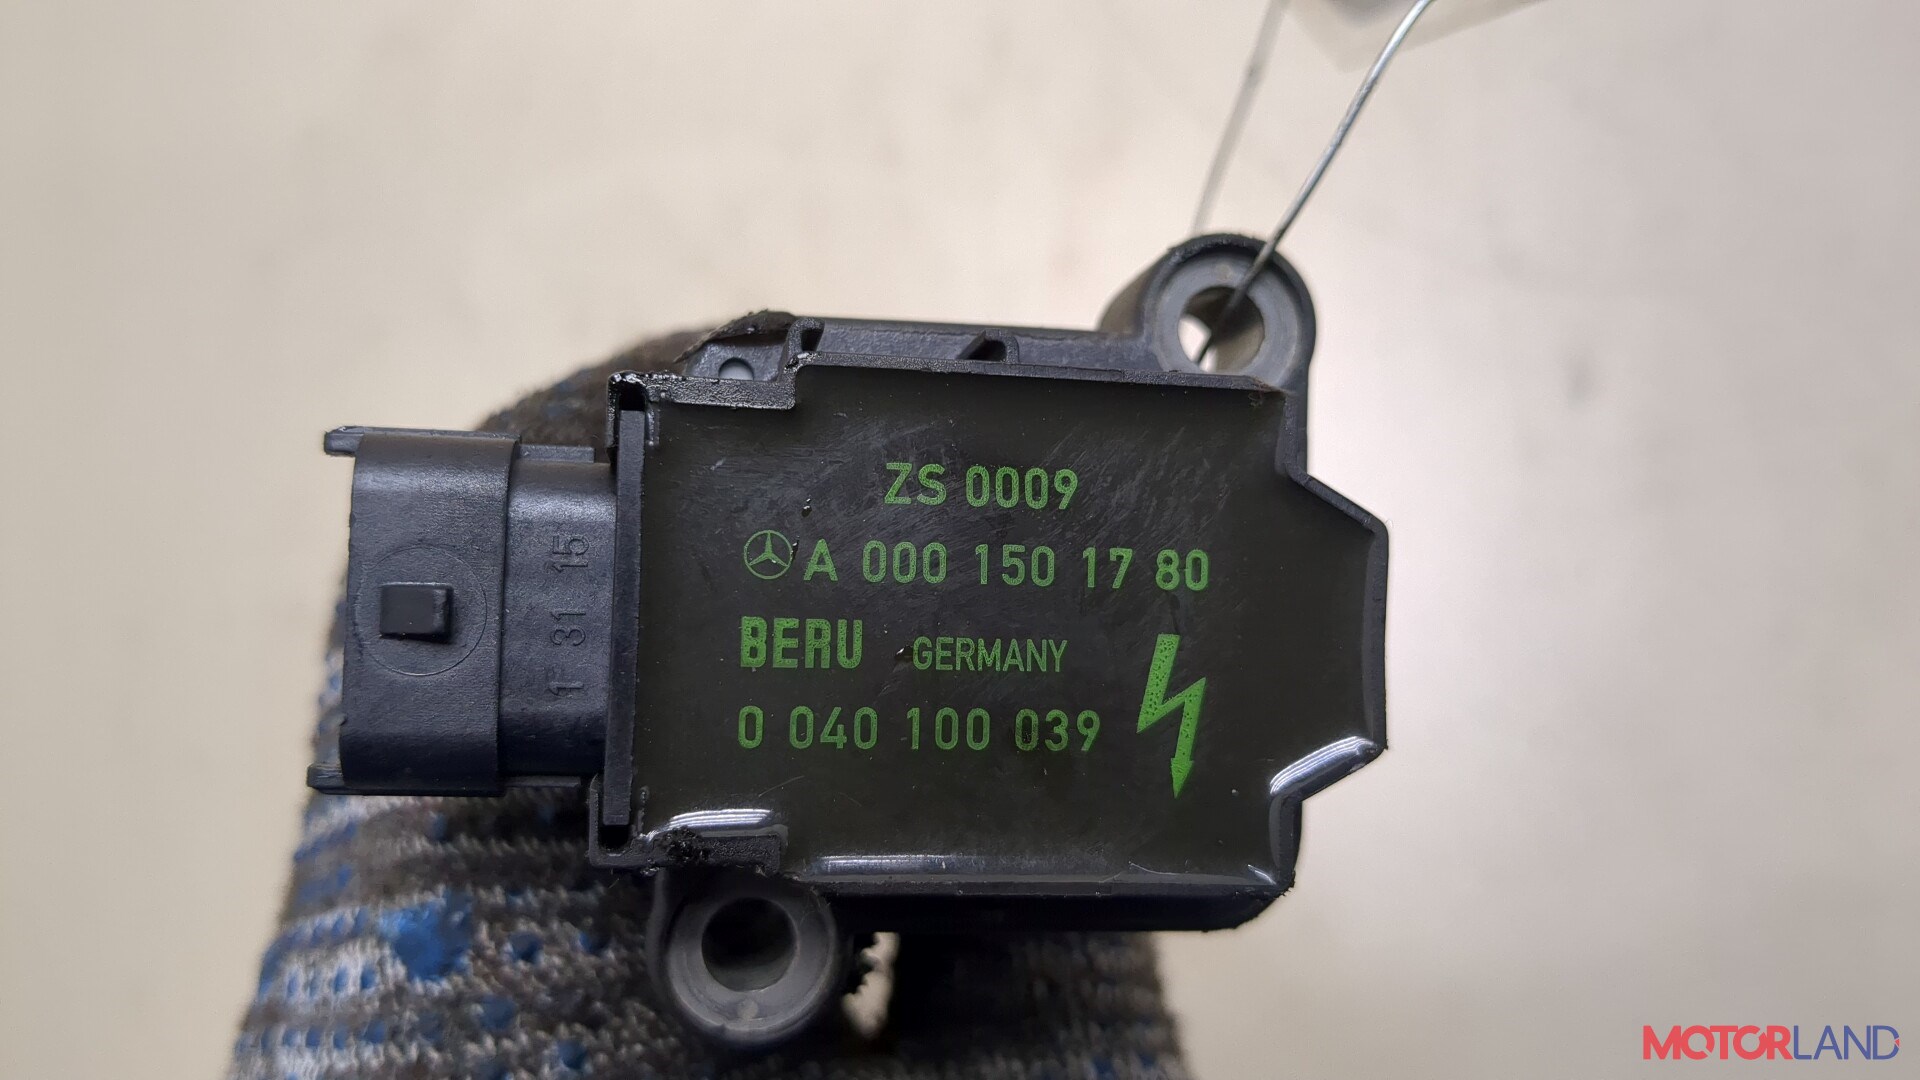 ZS 0009
A 000 150 17 80
BERU GERMANY
0 040 100 039
1 31 15
MOTORLAND